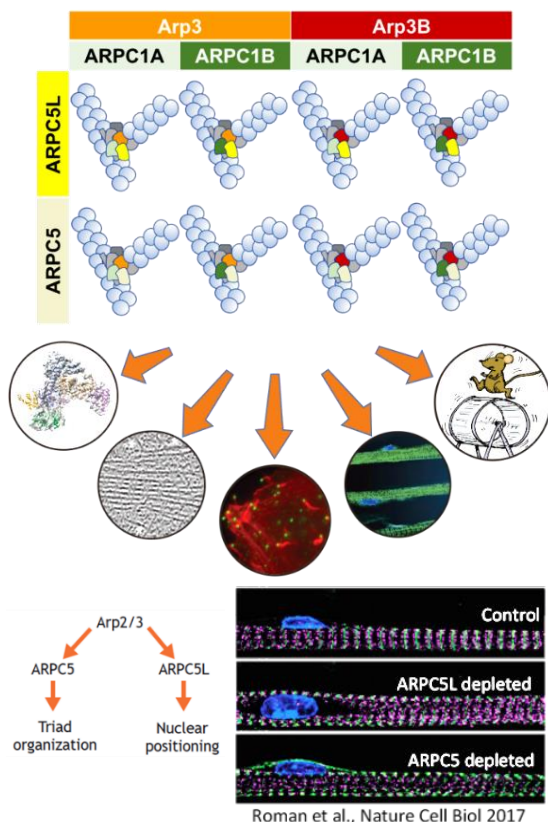 Arp3 Arp3B
ARPC1A ARPC1B ARPC1A ARPC1B
ARPC5L
ARPC5
Arp2/3
ARPC5 ARPC5L
Triad Nuclear
organization positioning
Control
ARPC5L depleted
ARPC5 depleted
Roman et al., Nature Cell Biol 2017